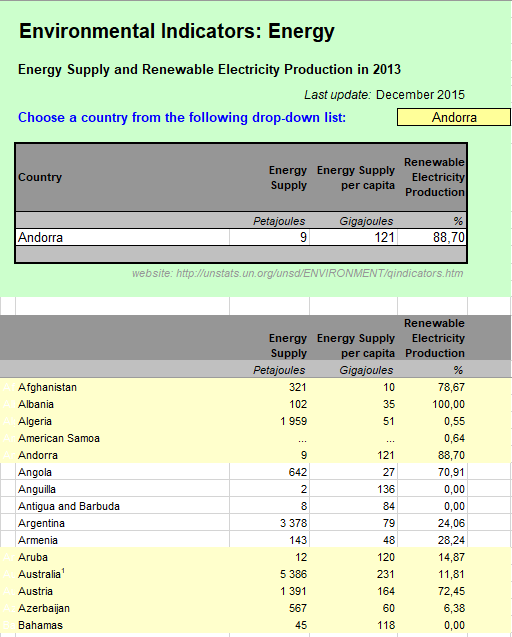 Environmental Indicators: Energy
Energy Supply and Renewable Electricity Production in 2013
Last update: December 2015
Choose a country from the following drop-down list: Andorra
Country Energy Supply Energy Supply per capita Renewable Electricity Production
Petajoules Gigajoules %
Andorra 9 121 88,70
website: http://unstats.un.org/unsd/ENVIRONMENT/qindicators.htm
Energy Supply Energy Supply per capita Renewable Electricity Production
Petajoules Gigajoules %
Afghanistan 321 10 78,67
Albania 102 35 100,00
Algeria 1 959 51 0,55
American Samoa ... ... 0,64
Andorra 9 121 88,70
Angola 642 27 70,91
Anguilla 2 136 0,00
Antigua and Barbuda 8 84 0,00
Argentina 3 378 79 24,06
Armenia 143 48 28,24
Aruba 12 120 14,87
Australia¹ 5 386 231 11,81
Austria 1 391 164 72,45
Azerbaijan 567 60 6,38
Bahamas 45 118 0,00